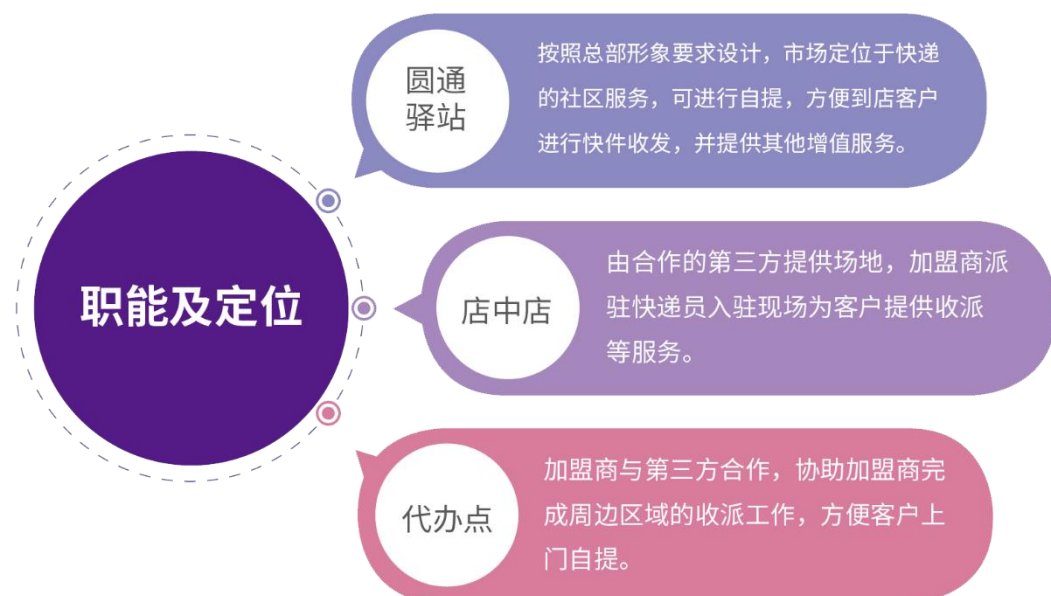 职能及定位
圆通
驿站
按照总部形象要求设计，市场定位于快递
的社区服务，可进行自提，方便到店客户
进行快件收发，并提供其他增值服务。
店中店
由合作的第三方提供场地，加盟商派
驻快递员入驻现场为客户提供收派
等服务。
代办点
加盟商与第三方合作，协助加盟商完
成周边区域的收派工作，方便客户上
门自提。